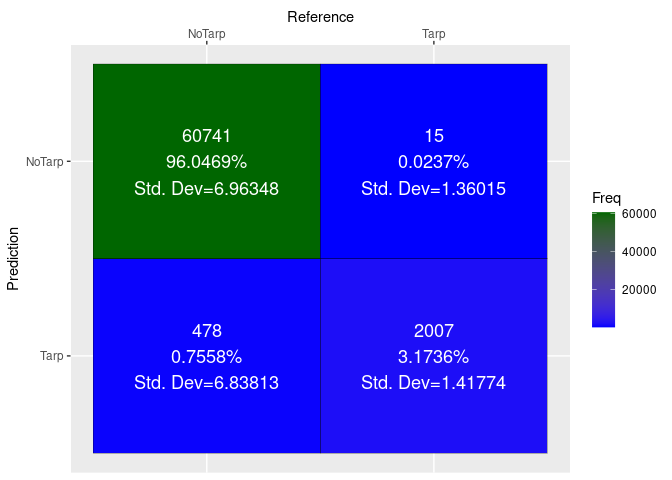 Reference
NoTarp
Tarp
Prediction
NoTarp
60741
96.0469%
Std. Dev=6.96348
15
0.0237%
Std. Dev=1.36015
Tarp
478
0.7558%
Std. Dev=6.83813
2007
3.1736%
Std. Dev=1.41774
Freq
60000
40000
20000